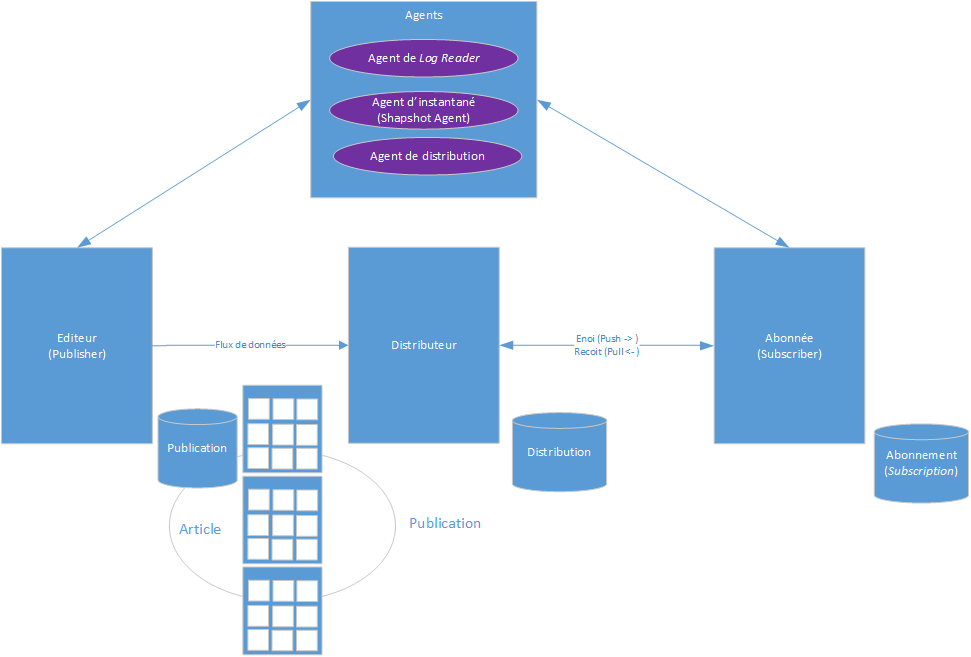 Agents
Agent de Log Reader
Agent d'instantané
(Shapshot Agent)
Agent de distribution
Editeur
(Publisher)
Flux de données
Distributeur
Enoi (Push -> )
Recoit (Pull <- )
Abonnée
(Subscriber)
Publication
Distribution
Abonnement
(Subscription)
Article
Publication